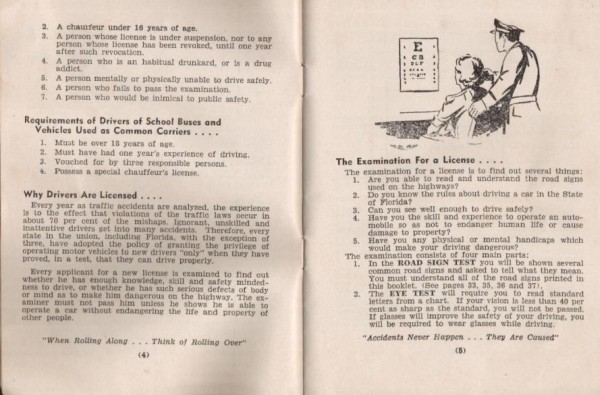 2. A chauffeur under 16 years of age.
3. A person whose license is under suspension, nor to any
person whose license has been revoked, until one year
after such revocation.
4. A person who is an habitual drunkard, or is a drug
addict.
5. A person mentally or physically unable to drive safely.
6. A person who fails to pass the examination.
7. A person who would be inimical to public safety.
Requirements of Drivers of School Buses and
Vehicles Used as Common Carriers . . . .
1. Must be over 18 years of age.
2. Must have had one year's experience of driving.
3. Vouched for by three responsible persons.
4. Possess a special chauffeur's license.
Why Drivers Are Licensed . . . .
Every year as traffic accidents are analyzed, the experience
is to the effect that violations of the traffic laws occur in
about 70 per cent of the mishaps. Ignorant, unskilled and
inattentive drivers get into many accidents. Therefore, every
state in the union, including Florida, with the exception of
three, have adopted the policy of granting the privilege of
operating motor vehicles to new drivers "only" when they have
proved, in a test, that they can drive properly.
Every applicant for a new license is examined to find out
whether he has enough knowledge, skill and safety minded-
ness to drive, or whether he has such serious defects of body
or mind as to make him dangerous on the highway. The ex-
aminer must not pass him unless he shows he is able to
operate a car without endangering the life and property of
other people.
"When Rolling Along . . . Think of Rolling Over"
(4)
E
The Examination For a License . . . .
The examination for a license is to find out several things:
1. Are you able to read and understand the road signs
used on the highways?
2. Do you know the rules about driving a car in the State
of Florida?
3. Can you see well enough to drive safely?
4. Have you the skill and experience to operate an auto-
mobile so as not to endanger human life or cause
damage to property?
5. Have you any physical or mental handicaps which
would make your driving dangerous?
The examination consists of four main parts:
1. In the ROAD SIGN TEST you will be shown several
common road signs and asked to tell what they mean.
You must understand all of the road signs printed in
this booklet. (See pages 33, 35, 36 and 37).
2. The EYE TEST will require you to read standard
letters from a chart. If your vision is less than 40 per
cent as sharp as the standard, you will not be passed.
If glasses will improve the safety of your driving, you
will be required to wear glasses while driving.
"Accidents Never Happen . . . They Are Caused"
(5)